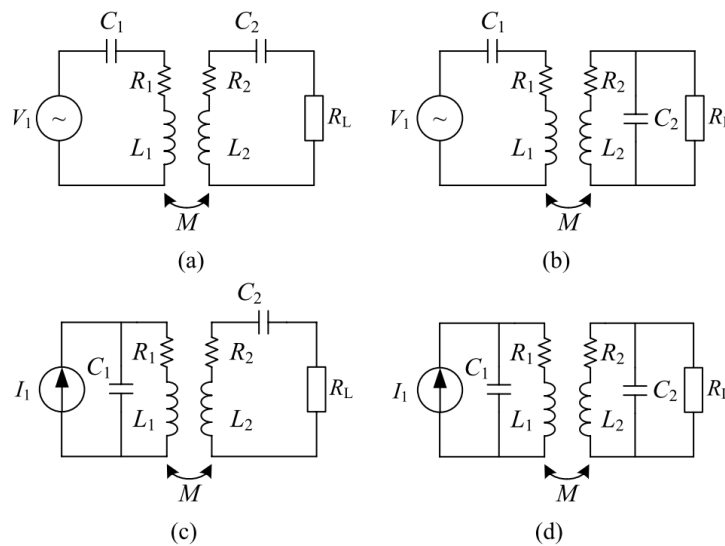 C1 C2
R1 R2
V1 ~ L1 L2 RL
M
(a)
C1
R1 R2
V1 ~ L1 L2 C2 R
M
(b)
C2
C1 R1 R2
I1 L1 L2 RL
M
(c)
C1 R1 R2
I1 L1 L2 C2 R
M
(d)